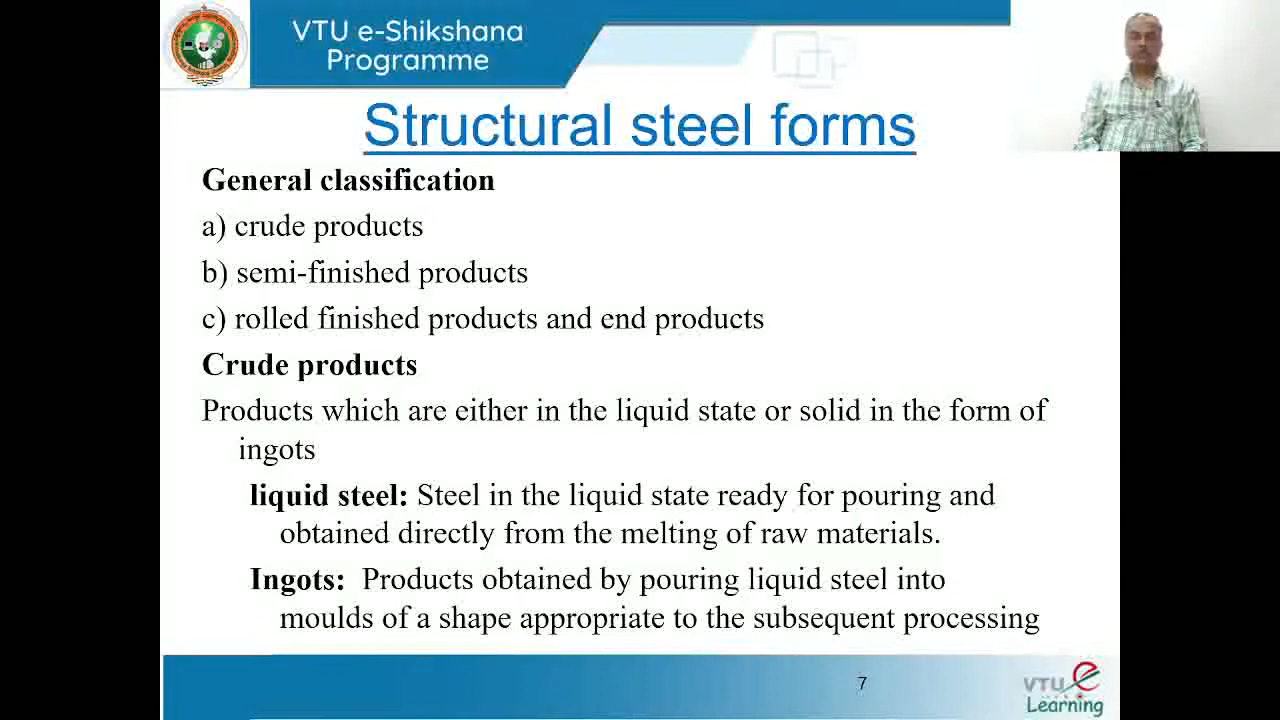 VTU e-Shikshana
Programme
Structural steel forms
General classification
a) crude products
b) semi-finished products
c) rolled finished products and end products
Crude products
Products which are either in the liquid state or solid in the form of
ingots
liquid steel: Steel in the liquid state ready for pouring and
obtained directly from the melting of raw materials.
Ingots: Products obtained by pouring liquid steel into
moulds of a shape appropriate to the subsequent processing
7
VTU e
Learning